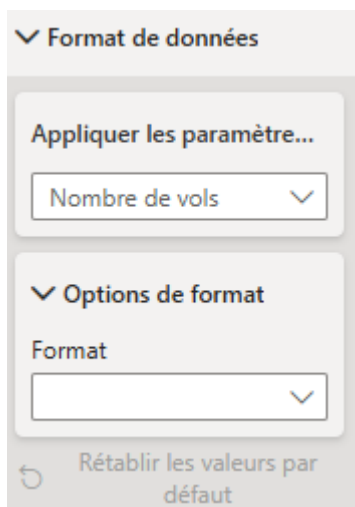 Format de données
Appliquer les paramètre...
Nombre de vols
Options de format
Format
Rétablir les valeurs par
défaut